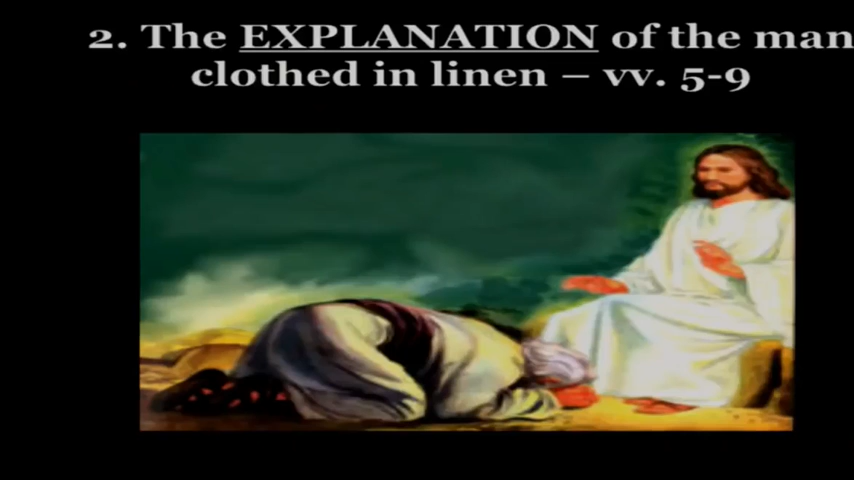 2. The EXPLANATION of the man
clothed in linen – vv. 5-9